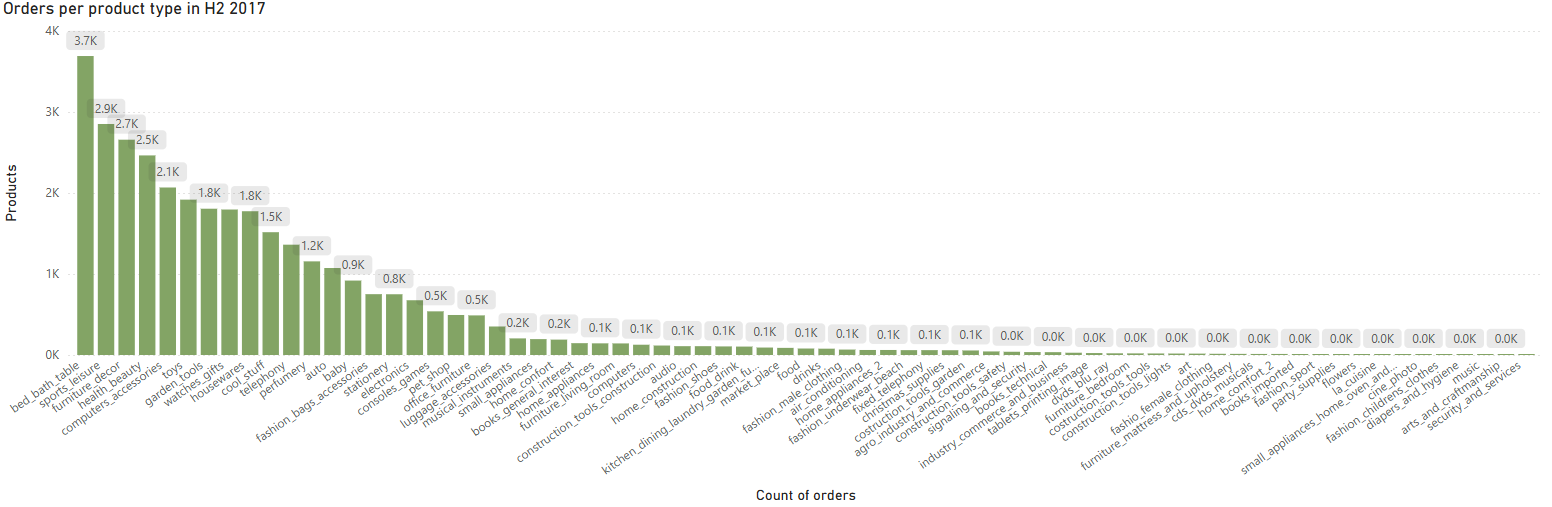 Orders per product type in H2 2017
Products
4K
3K
2K
1K
0K
3.7K
2.9K
2.7K
2.5K
2.1K
1.8K
1.8K
1.5K
1.2K
0.9K
0.8K
0.5K
0.5K
0.2K
0.2K
0.1K
0.1K
0.1K
0.1K
0.1K
0.1K
0.1K
0.1K
0.1K
0.1K
0.0K
0.0K
0.0K
0.0K
0.0K
0.0K
0.0K
0.0K
0.0K
0.0K
0.0K
0.0K
0.0K
bed_bath_table
sports_leisure
furniture_decor
health_beauty
computers_accessories
toys
garden_tools
watches_gifts
housewares
cool_stuff
telephony
perfumery
auto
baby
fashion_bags_accessories
stationery
electronics
consoles_games
pet_shop
office_furniture
luggage_accessories
musical_instruments
small_appliances
home_confort
books_general_interest
home_appliances
furniture_living_room
computers
construction_tools_construction
audio
home_construction
fashion_shoes
food_drink
kitchen_dining_laundry_garden_fu...
market_place
food
drinks
fashion_male_clothing
air_conditioning
home_appliances_2
fashion_underwear_beach
fixed_telephony
christmas_supplies
costruction_tools_garden
agro_industry_and_commerce
construction_tools_safety
signaling_and_security
books_technical
industry_commerce_and_business
tablets_printing_image
dvds_blu_ray
furniture_bedroom
costruction_tools_tools
construction_tools_lights
art
fashio_female_clothing
furniture_mattress_and_upholstery
cds_dvds_musicals
home_comfort_2
books_imported
fashion_sport
party_supplies
flowers
la_cuisine
small_appliances_home_oven_and...
cine_photo
fashion_childrens_clothes
diapers_and_hygiene
music
arts_and_craftmanship
security_and_services
Count of orders